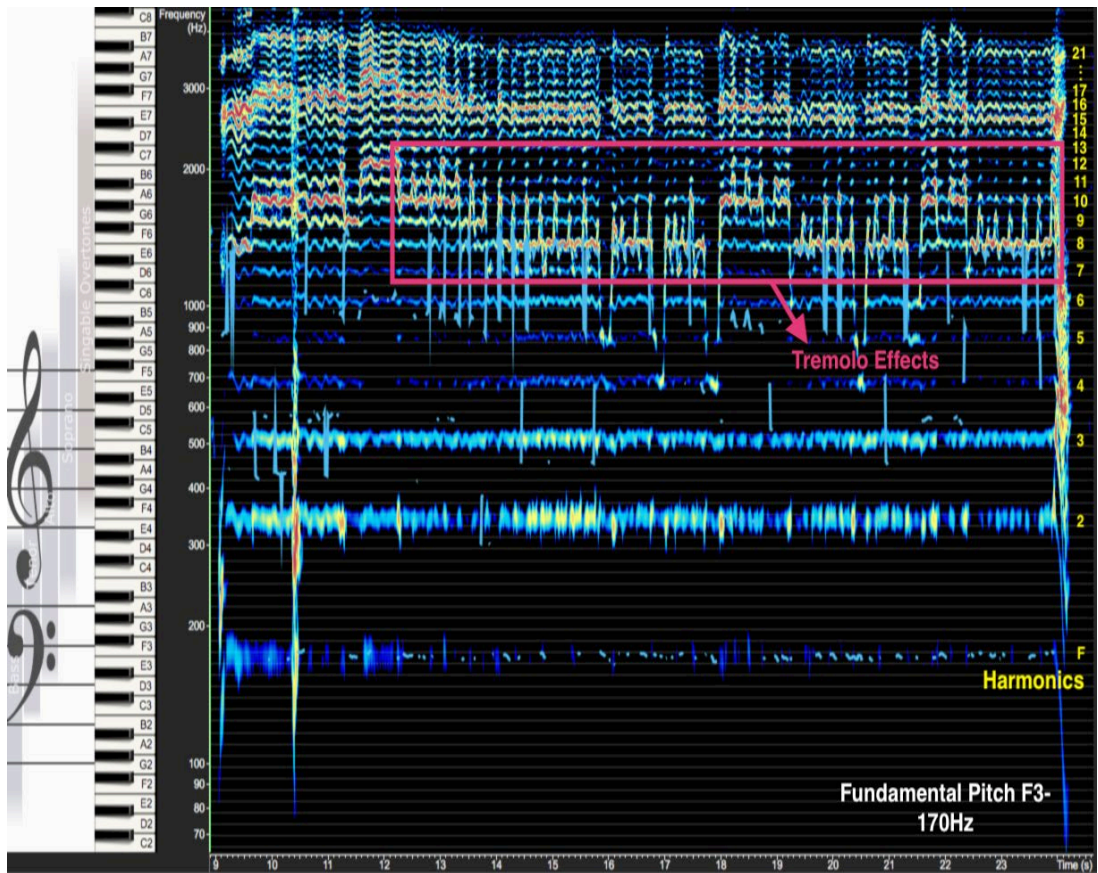 Singable Overtones
Soprano
Bass
C8
B7
A7
G7
F7
E7
D7
C7
B6
A6
G6
F6
E6
D6
C6
B5
A5
G5
F5
E5
D5
C5
B4
A4
G4
F4
E4
D4
C4
B3
A3
G3
F3
E3
D3
C3
B2
A2
G2
F2
E2
D2
C2
Frequency
(Hz).
3000
2000
1000
900
800
700
600
500
400
300
200
100
90
80
70
21
:
17
16
15
14
13
12
11
10
9
8
7
6
5
4
3
2
F
Tremolo Effects
Harmonics
Fundamental Pitch F3-
170Hz
9 10 11 12 13 14 15 16 17 18 19 20 21 22 23 Time (s)